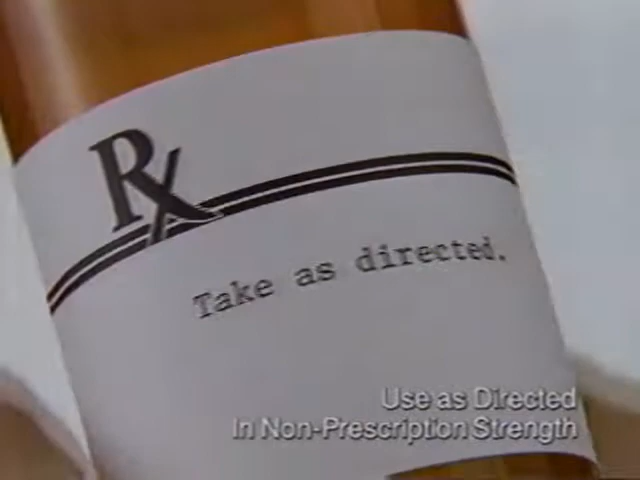 Rx
Take as directed.
Use as Directed
In Non-Prescription Strength